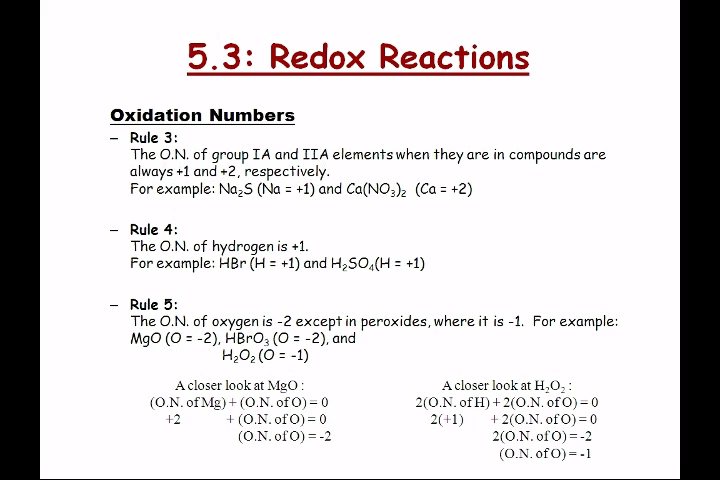 5.3: Redox Reactions
Oxidation Numbers
– Rule 3:
The O.N. of group IA and IIA elements when they are in compounds are
always +1 and +2, respectively.
For example: Na₂S (Na = +1) and Ca(NO₃)₂ (Ca = +2)
– Rule 4:
The O.N. of hydrogen is +1.
For example: HBr (H = +1) and H₂SO₄(H = +1)
– Rule 5:
The O.N. of oxygen is -2 except in peroxides, where it is -1. For example:
MgO (O = -2), HBrO₃ (O = -2), and
H₂O₂ (O = -1)
A closer look at MgO :
(O.N. of Mg) + (O.N. of O) = 0
+2 + (O.N. of O) = 0
(O.N. of O) = -2
A closer look at H₂O₂ :
2(O.N. of H) + 2(O.N. of O) = 0
2(+1) + 2(O.N. of O) = 0
2(O.N. of O) = -2
(O.N. of O) = -1